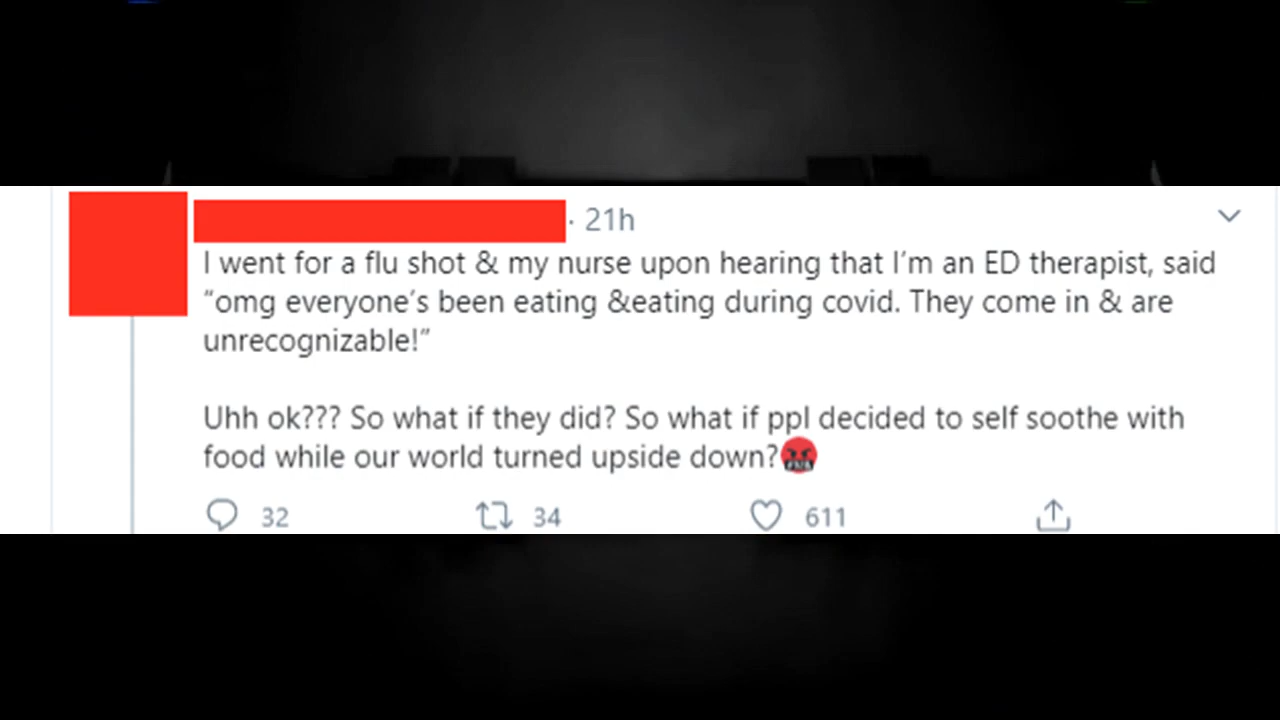 · 21h
I went for a flu shot & my nurse upon hearing that I'm an ED therapist, said
"omg everyone's been eating &eating during covid. They come in & are
unrecognizable!"
Uhh ok??? So what if they did? So what if ppl decided to self soothe with
food while our world turned upside down?🤬
32 34 611